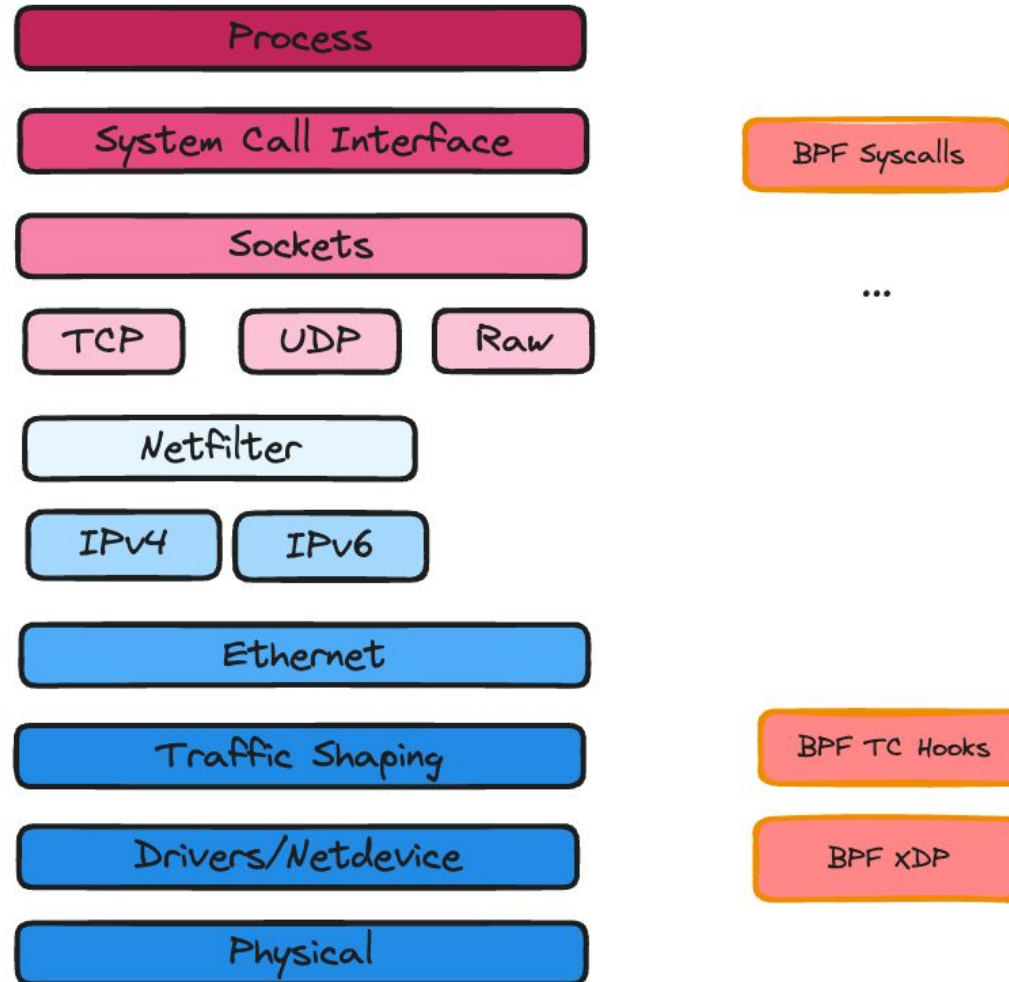 Process
System Call Interface
BPF Syscalls
Sockets
...
TCP
UDP
Raw
Netfilter
IPv4
IPv6
Ethernet
Traffic Shaping
BPF TC Hooks
Drivers/Netdevice
BPF XDP
Physical